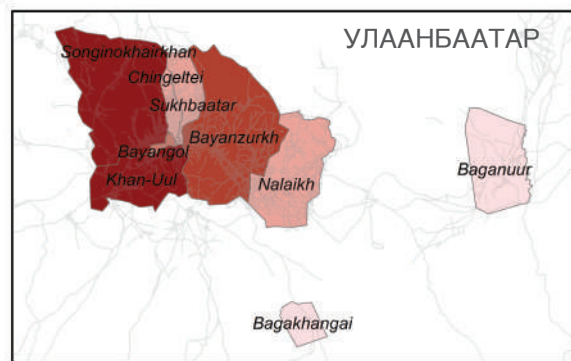 УЛААНБААТАР
Songinokhairkhan
Chingeltei
Sukhbaatar
Bayanzurkh
Bayangol
Khan-Uul
Nalaikh
Baganuur
Bagakhangai